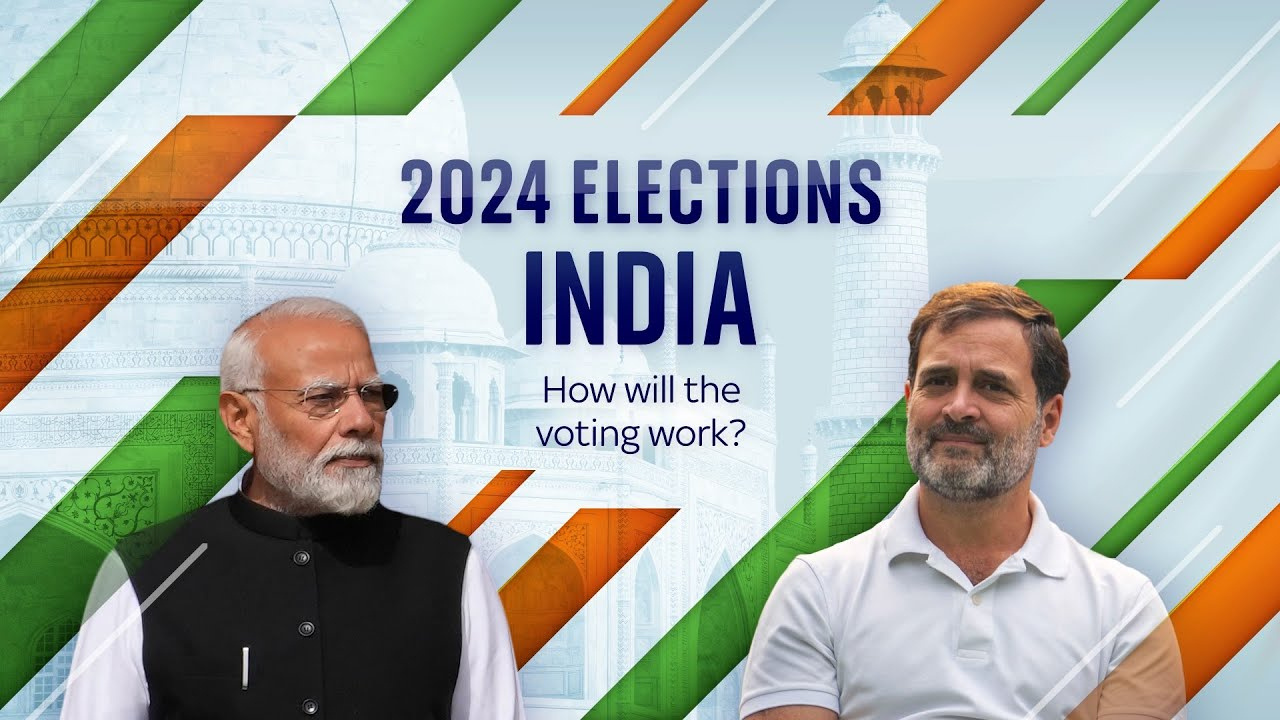 2024 ELECTIONS
INDIA
How will the
voting work?